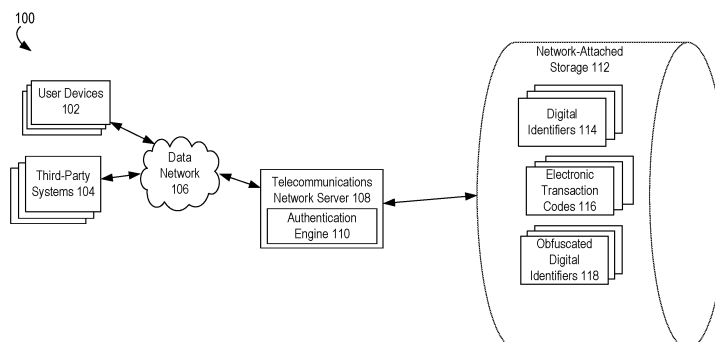 100
User Devices
102
Third-Party
Systems 104
Data
Network
106
Telecommunications
Network Server 108
Authentication
Engine 110
Network-Attached
Storage 112
Digital
Identifiers 114
Electronic
Transaction
Codes 116
Obfuscated
Digital
Identifiers 118